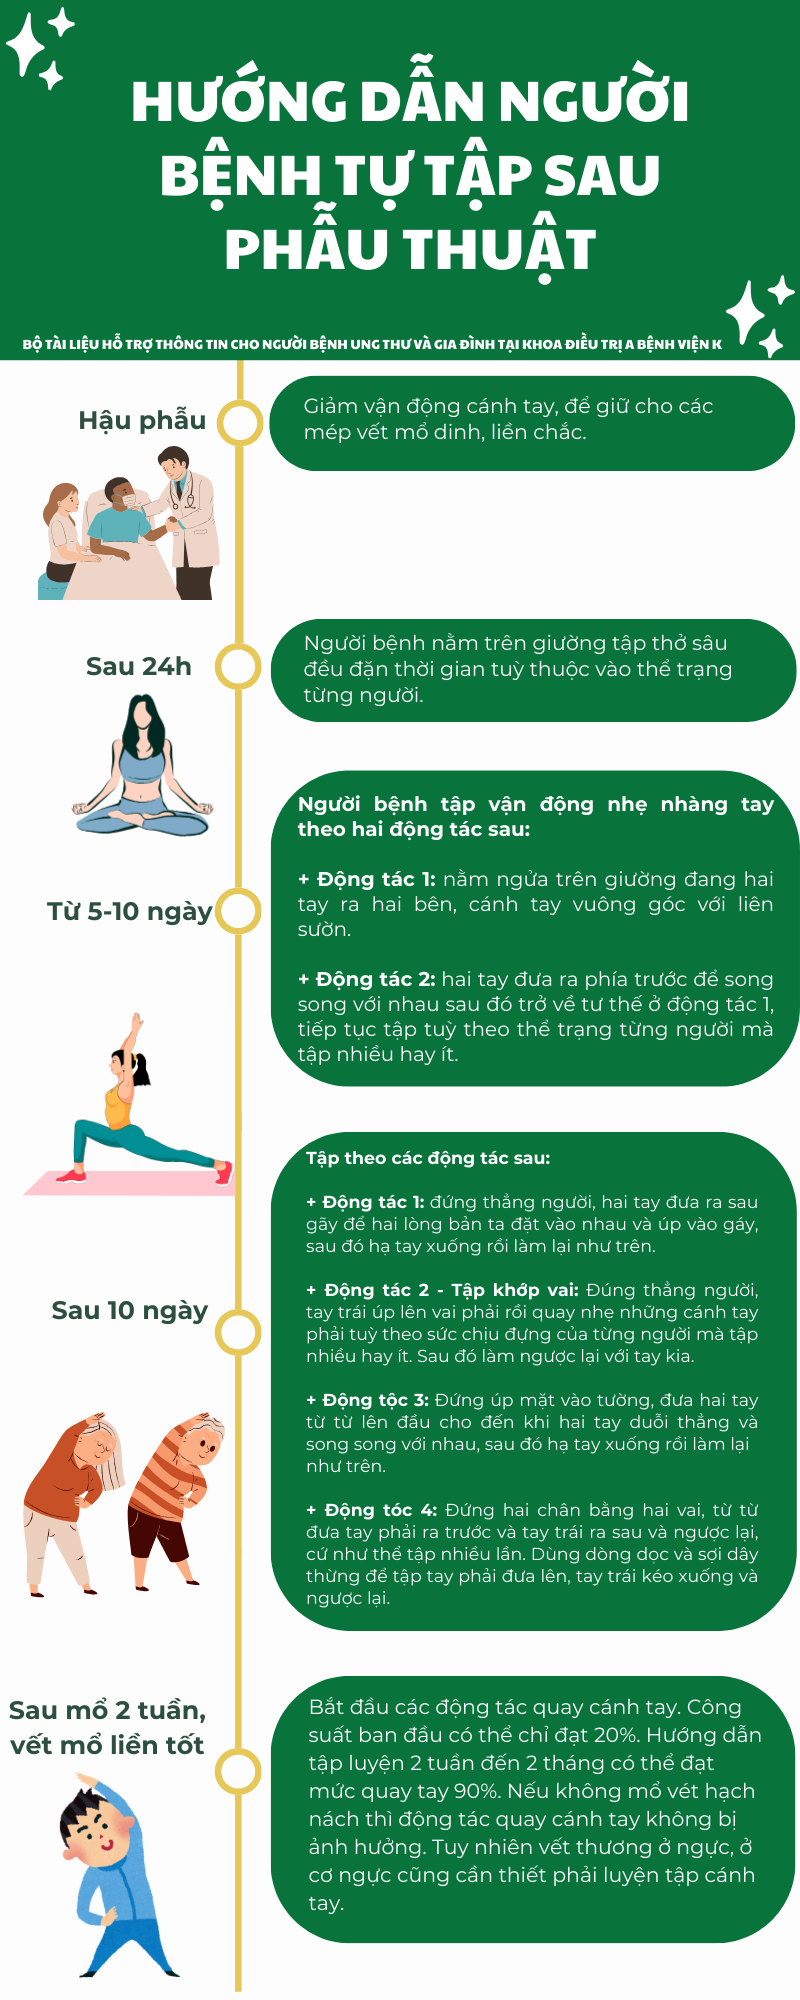 HƯỚNG DẪN NGƯỜI
BỆNH TỰ TẬP SAU
PHẪU THUẬT
BỘ TÀI LIỆU HỖ TRỢ THÔNG TIN CHO NGƯỜI BỆNH UNG THƯ VÀ GIA ĐÌNH TẠI KHOA ĐIỀU TRỊ A BỆNH VIỆN K
Hậu phẫu
Giảm vận động cánh tay, để giữ cho các
mép vết mổ dinh, liền chắc.
Sau 24h
Người bệnh nằm trên giường tập thở sâu
đều đặn thời gian tuỳ thuộc vào thể trạng
từng người.
Từ 5-10 ngày
Người bệnh tập vận động nhẹ nhàng tay
theo hai động tác sau:
+ Động tác 1: nằm ngửa trên giường đang hai
tay ra hai bên, cánh tay vuông góc với liên
sườn.
+ Động tác 2: hai tay đưa ra phía trước để song
song với nhau sau đó trở về tư thế ở động tác 1,
tiếp tục tập tuỳ theo thể trạng từng người mà
tập nhiều hay ít.
Sau 10 ngày
Tập theo các động tác sau:
+ Động tác 1: đứng thẳng người, hai tay đưa ra sau
gãy để hai lòng bản ta đặt vào nhau và úp vào gáy,
sau đó hạ tay xuống rồi làm lại như trên.
+ Động tác 2 - Tập khớp vai: Đúng thẳng người,
tay trái úp lên vai phải rồi quay nhẹ những cánh tay
phải tuỳ theo sức chịu đựng của từng người mà tập
nhiều hay ít. Sau đó làm ngược lại với tay kia.
+ Động tộc 3: Đứng úp mặt vào tường, đưa hai tay
từ từ lên đầu cho đến khi hai tay duỗi thẳng và
song song với nhau, sau đó hạ tay xuống rồi làm lại
như trên.
+ Động tóc 4: Đứng hai chân bằng hai vai, từ từ
đưa tay phải ra trước và tay trái ra sau và ngược lại,
cứ như thế tập nhiều lần. Dùng dòng dọc và sợi dây
thừng để tập tay phải đưa lên, tay trái kéo xuống và
ngược lại.
Sau mổ 2 tuần,
vết mổ liền tốt
Bắt đầu các động tác quay cánh tay. Công
suất ban đầu có thể chỉ đạt 20%. Hướng dẫn
tập luyện 2 tuần đến 2 tháng có thể đạt
mức quay tay 90%. Nếu không mổ vét hạch
nách thì động tác quay cánh tay không bị
ảnh hưởng. Tuy nhiên vết thương ở ngực, ở
cơ ngực cũng cần thiết phải luyện tập cánh
tay.